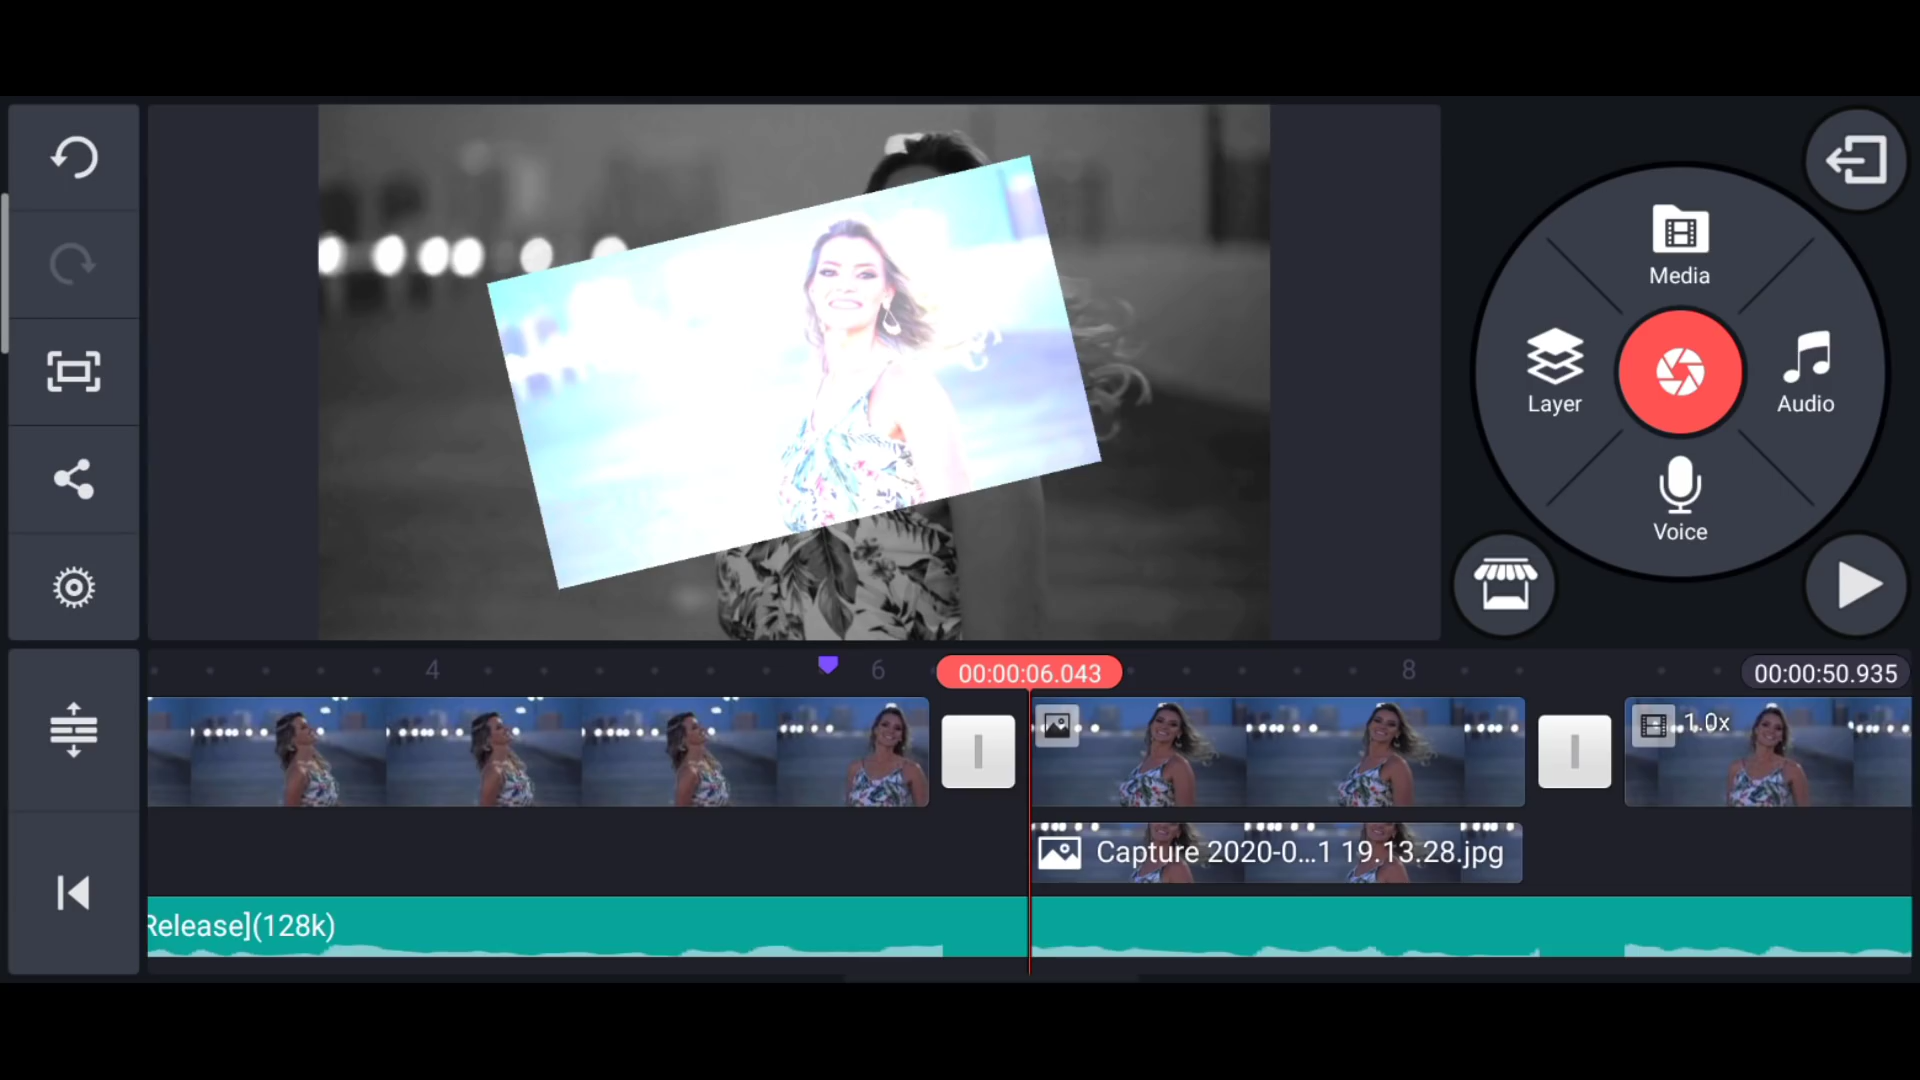 Media
Layer
Audio
Voice
4
6
00:00:06.043
8
00:00:50.935
1.0x
Capture 2020-0...1 19.13.28.jpg
Release](128k)